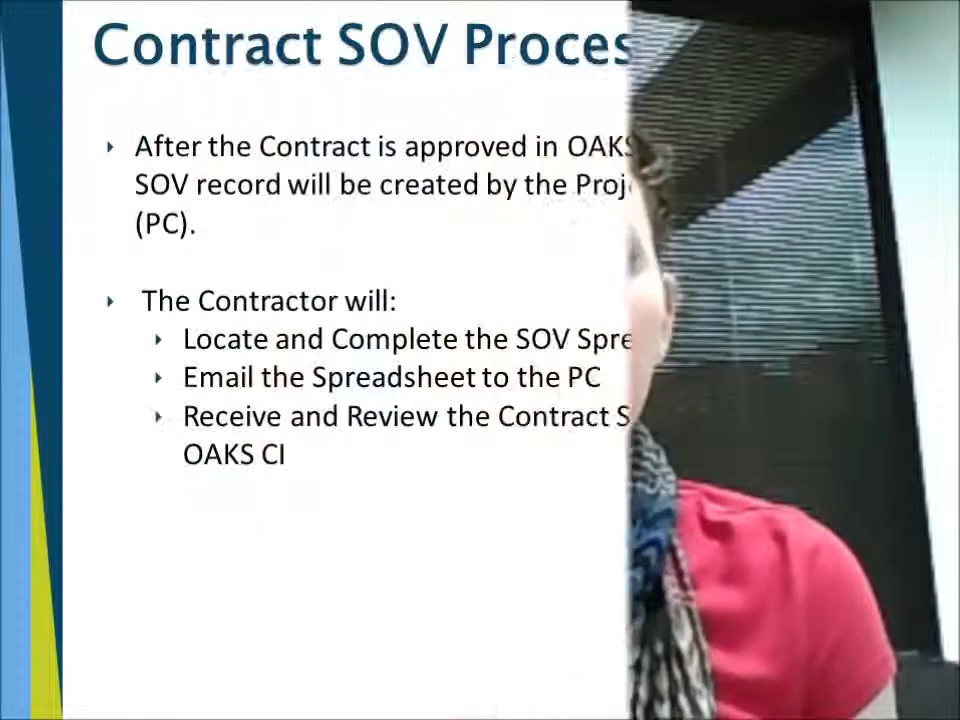 Contract SOV Proces
After the Contract is approved in OAKS
SOV record will be created by the Proj
(PC).
The Contractor will:
Locate and Complete the SOV Spre
Email the Spreadsheet to the PC
Receive and Review the Contract S
OAKS CI